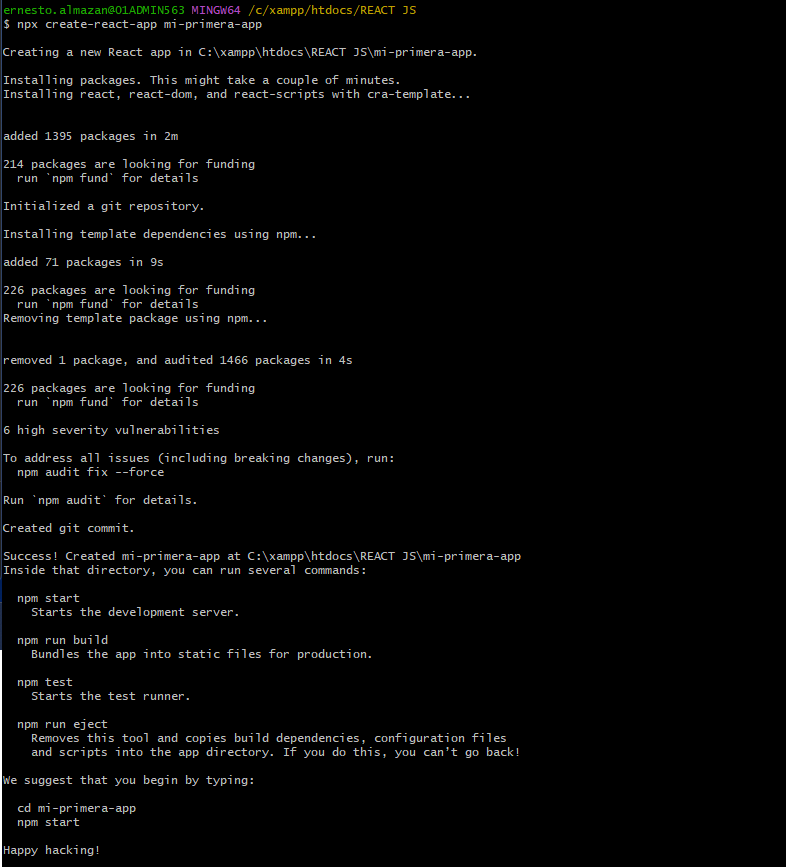 ernesto.almazan@01ADMIN563 MINGW64 /c/xampp/htdocs/REACT JS
$ npx create-react-app mi-primera-app
Creating a new React app in C:\xampp\htdocs\REACT JS\mi-primera-app.
Installing packages. This might take a couple of minutes.
Installing react, react-dom, and react-scripts with cra-template...
added 1395 packages in 2m
214 packages are looking for funding
  run `npm fund` for details
Initialized a git repository.
Installing template dependencies using npm...
added 71 packages in 9s
226 packages are looking for funding
  run `npm fund` for details
Removing template package using npm...
removed 1 package, and audited 1466 packages in 4s
226 packages are looking for funding
  run `npm fund` for details
6 high severity vulnerabilities
To address all issues (including breaking changes), run:
  npm audit fix --force
Run `npm audit` for details.
Created git commit.
Success! Created mi-primera-app at C:\xampp\htdocs\REACT JS\mi-primera-app
Inside that directory, you can run several commands:
  npm start
    Starts the development server.
  npm run build
    Bundles the app into static files for production.
  npm test
    Starts the test runner.
  npm run eject
    Removes this tool and copies build dependencies, configuration files
    and scripts into the app directory. If you do this, you can’t go back!
We suggest that you begin by typing:
  cd mi-primera-app
  npm start
Happy hacking!